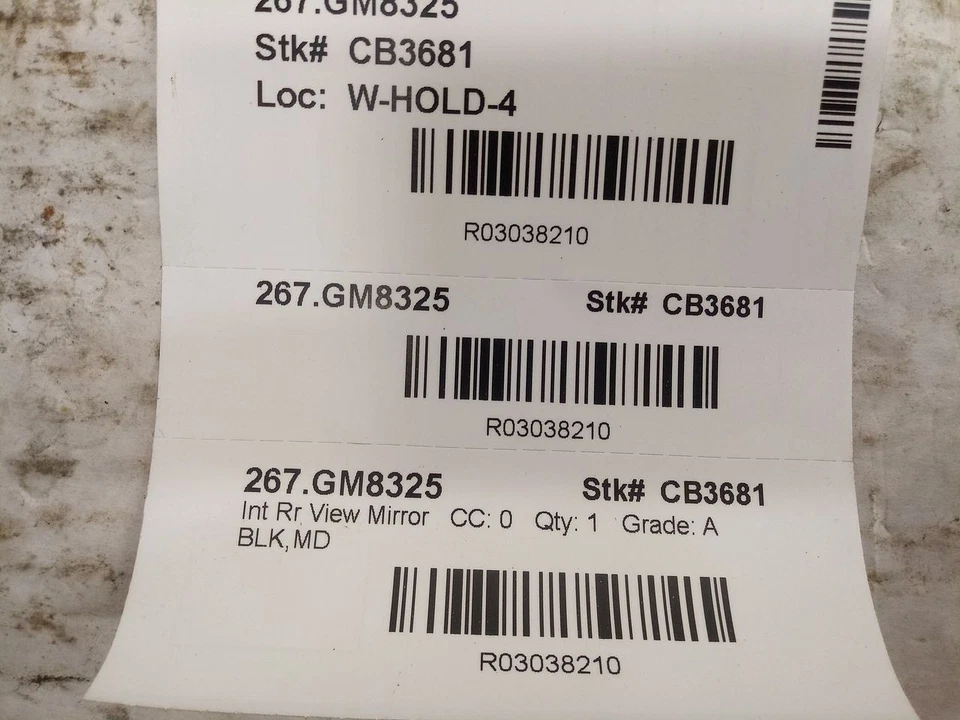 267.GM8325
Stk# CB3681
Loc: W-HOLD-4
R03038210
267.GM8325 Stk# CB3681
R03038210
267.GM8325 Stk# CB3681
Int Rr View Mirror CC: 0 Qty: 1 Grade: A
BLK,MD
R03038210